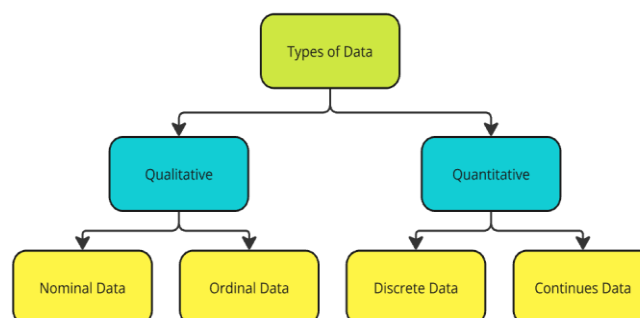 Types of Data
Qualitative
Quantitative
Nominal Data
Ordinal Data
Discrete Data
Continues Data